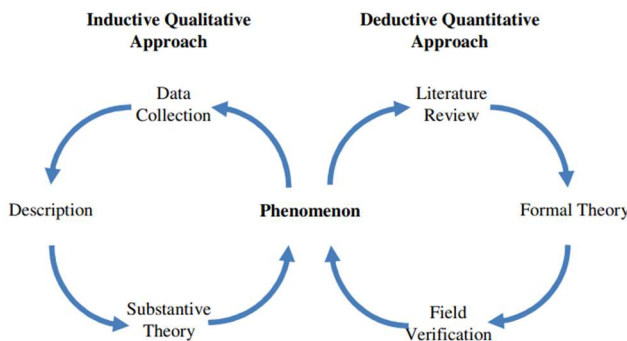 Inductive Qualitative
Approach
Deductive Quantitative
Approach
Data
Collection
Literature
Review
Description
Phenomenon
Formal Theory
Substantive
Theory
Field
Verification